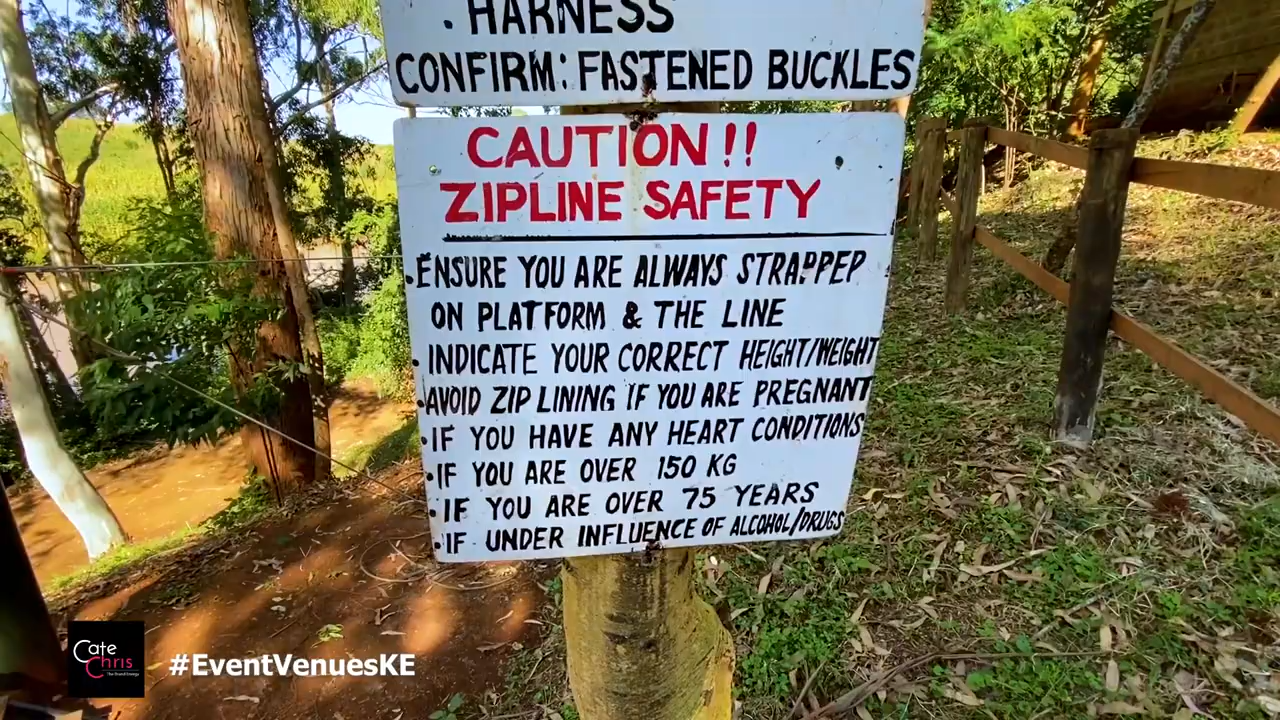 . HARNESS
CONFIRM: FASTENED BUCKLES
CAUTION!!
ZIPLINE SAFETY
• ENSURE YOU ARE ALWAYS STRAPPED
ON PLATFORM & THE LINE
• INDICATE YOUR CORRECT HEIGHT/WEIGHT
• AVOID ZIP LINING IF YOU ARE PREGNANT
• IF YOU HAVE ANY HEART CONDITIONS
• IF YOU ARE OVER 150 KG
• IF YOU ARE OVER 75 YEARS
• IF UNDER INFLUENCE OF ALCOHOL/DRUGS
Cate
Chris
#EventVenuesKE